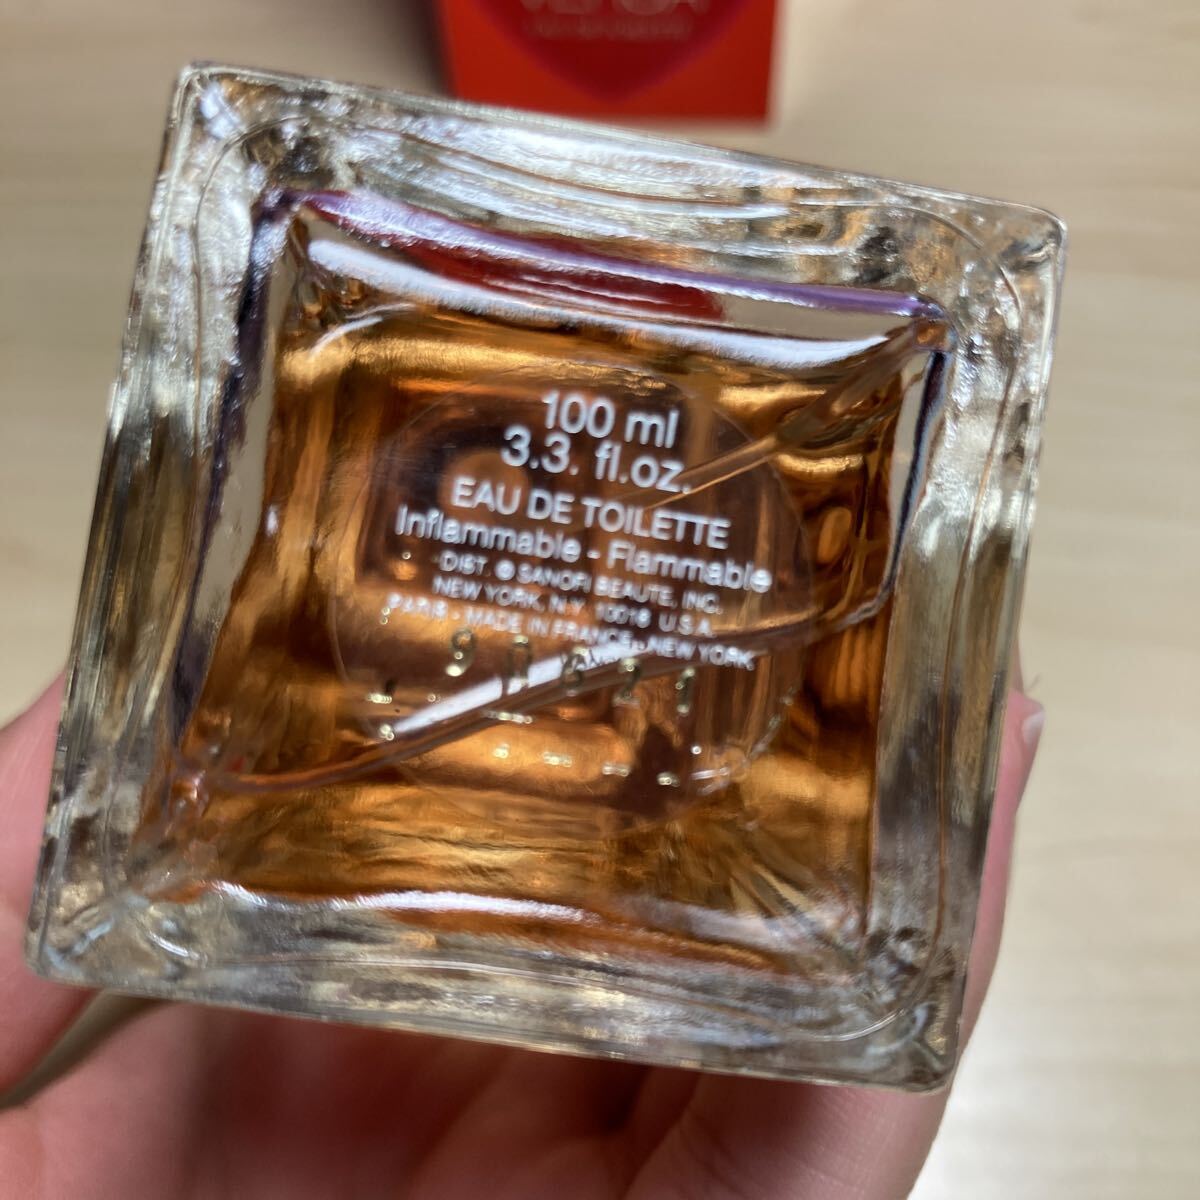 100 ml
3.3. fl.oz.
EAU DE TOILETTE
Inflammable - Flammable
DIST. ® SANOFI BEAUTE, INC.
NEW YORK, N.Y. 10016 U.S.A.
PARIS - MADE IN FRANCE - NEW YORK